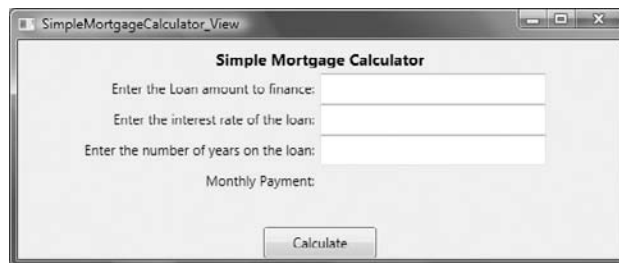 SimpleMortgageCalculator_View
Simple Mortgage Calculator
Enter the Loan amount to finance:
Enter the interest rate of the loan:
Enter the number of years on the loan:
Monthly Payment:
Calculate